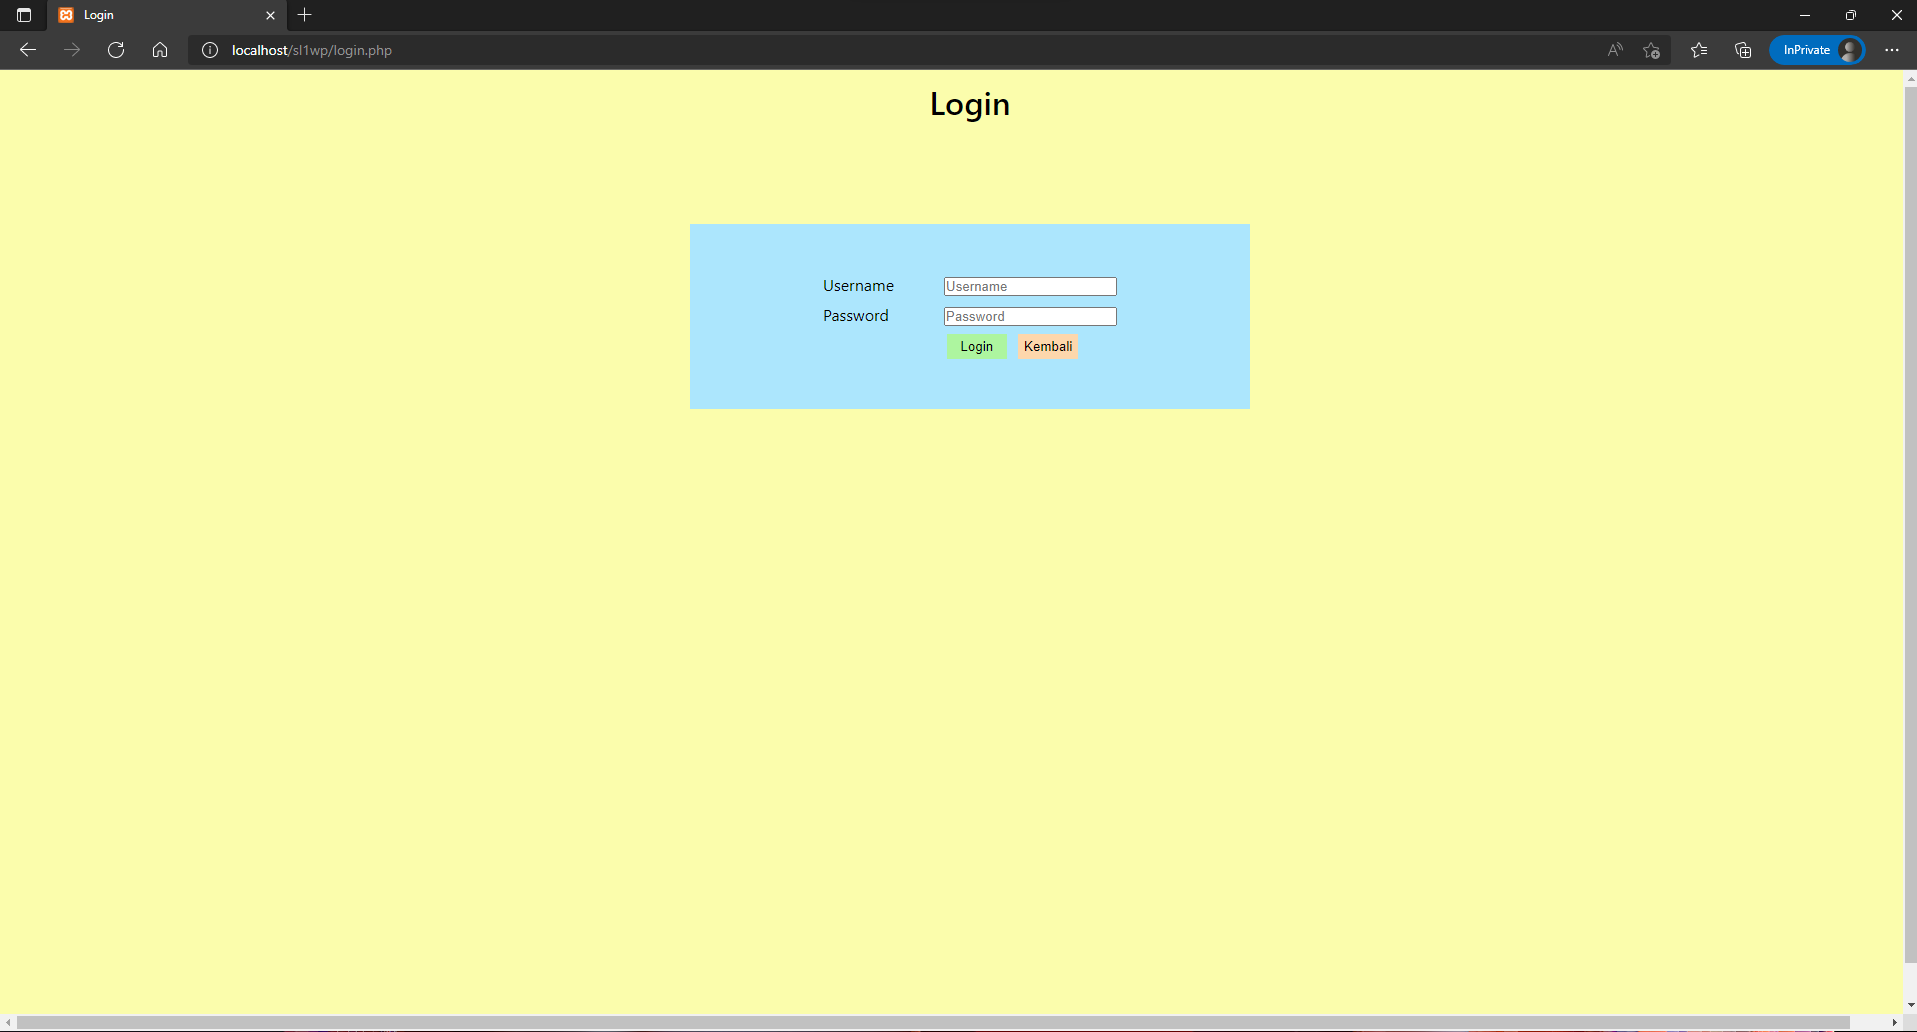 Login
localhost/sl1wp/login.php
InPrivate
Login
Username Username
Password Password
Login Kembali